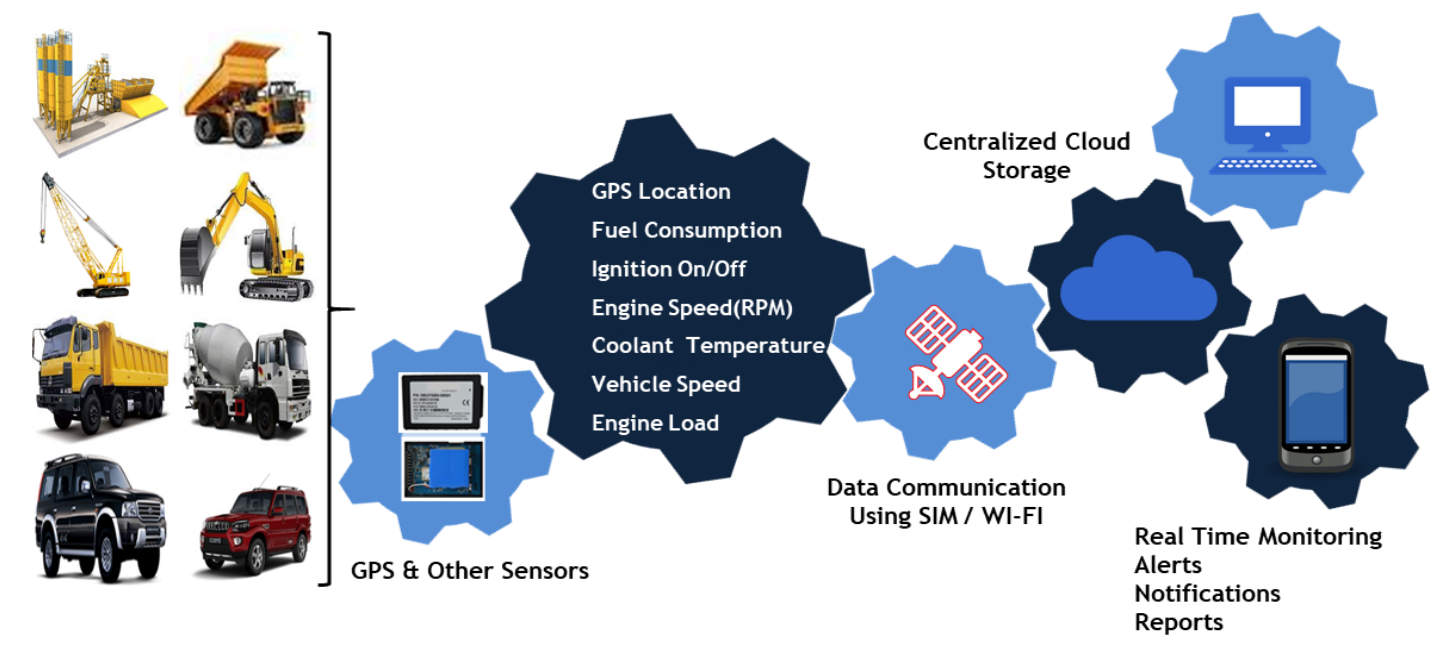 GPS Location
Fuel Consumption
Ignition On/Off
Engine Speed(RPM)
Coolant Temperature
Vehicle Speed
Engine Load
GPS & Other Sensors
Data Communication
Using SIM / WI-FI
Centralized Cloud
Storage
Real Time Monitoring
Alerts
Notifications
Reports